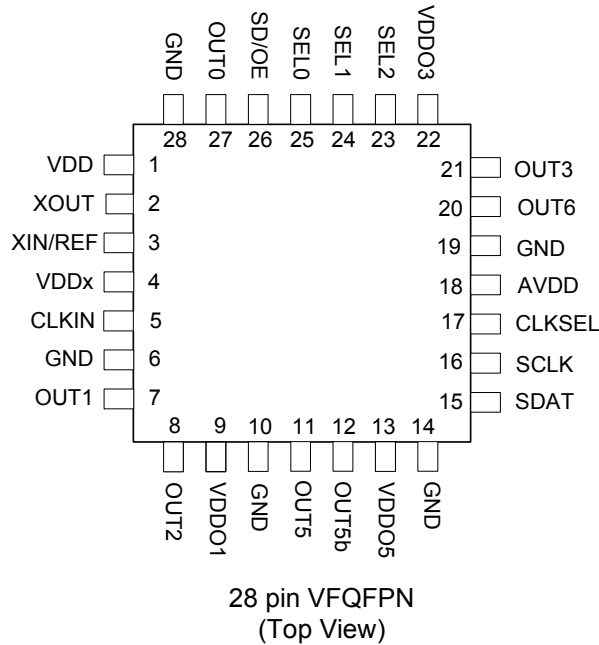 GND
OUT0
SD/OE
SEL0
SEL1
SEL2
VDDO3
28
27
26
25
24
23
22
VDD
1
XOUT
2
XIN/REF
3
VDDx
4
CLKIN
5
GND
6
OUT1
7
21
OUT3
20
OUT6
19
GND
18
AVDD
17
CLKSEL
16
SCLK
15
SDAT
8
9
10
11
12
13
14
OUT2
VDDO1
GND
OUT5
OUT5b
VDDO5
GND
28 pin VFQFPN
(Top View)